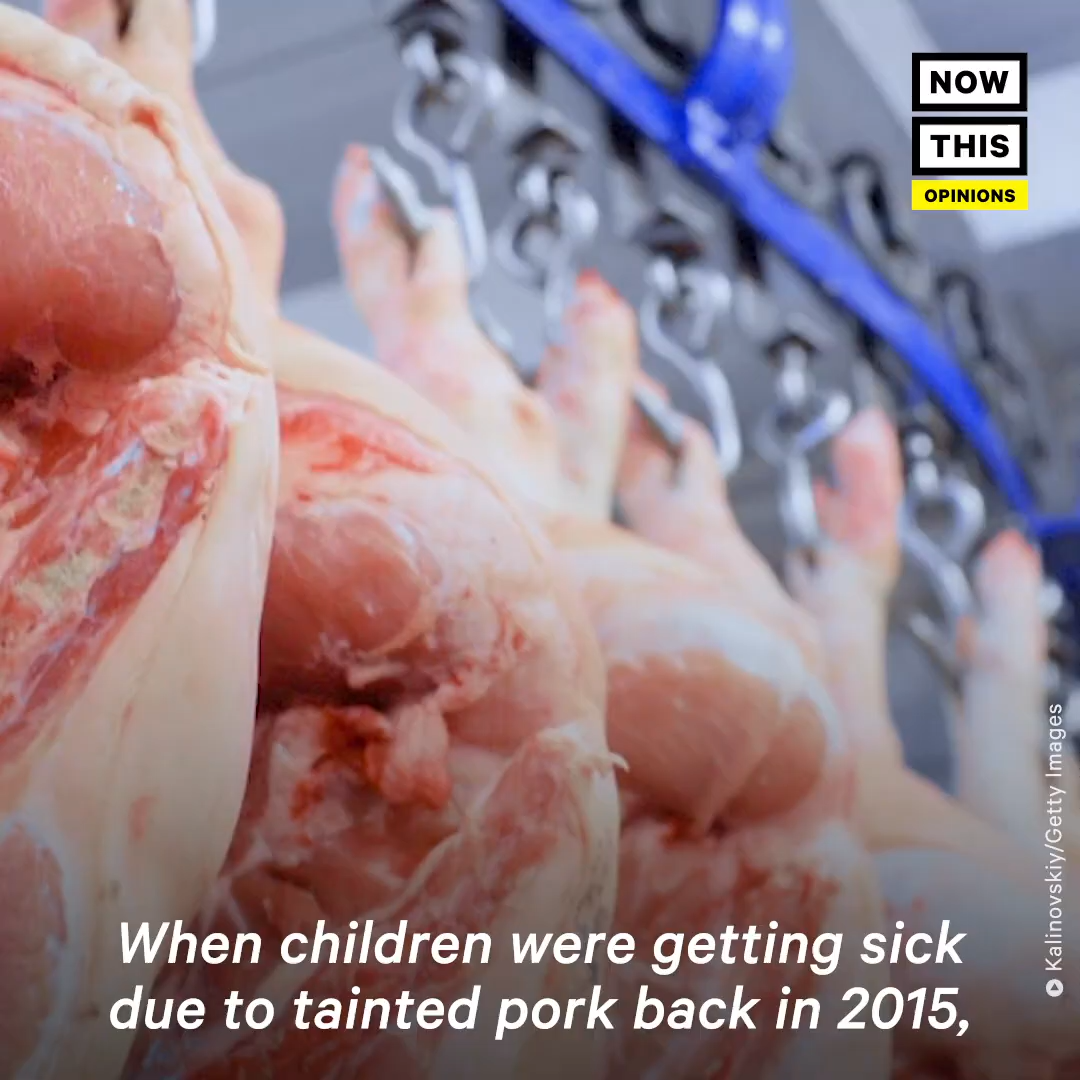 NOW
THIS
OPINIONS
Kalinovskiy/Getty Images
When children were getting sick
due to tainted pork back in 2015,